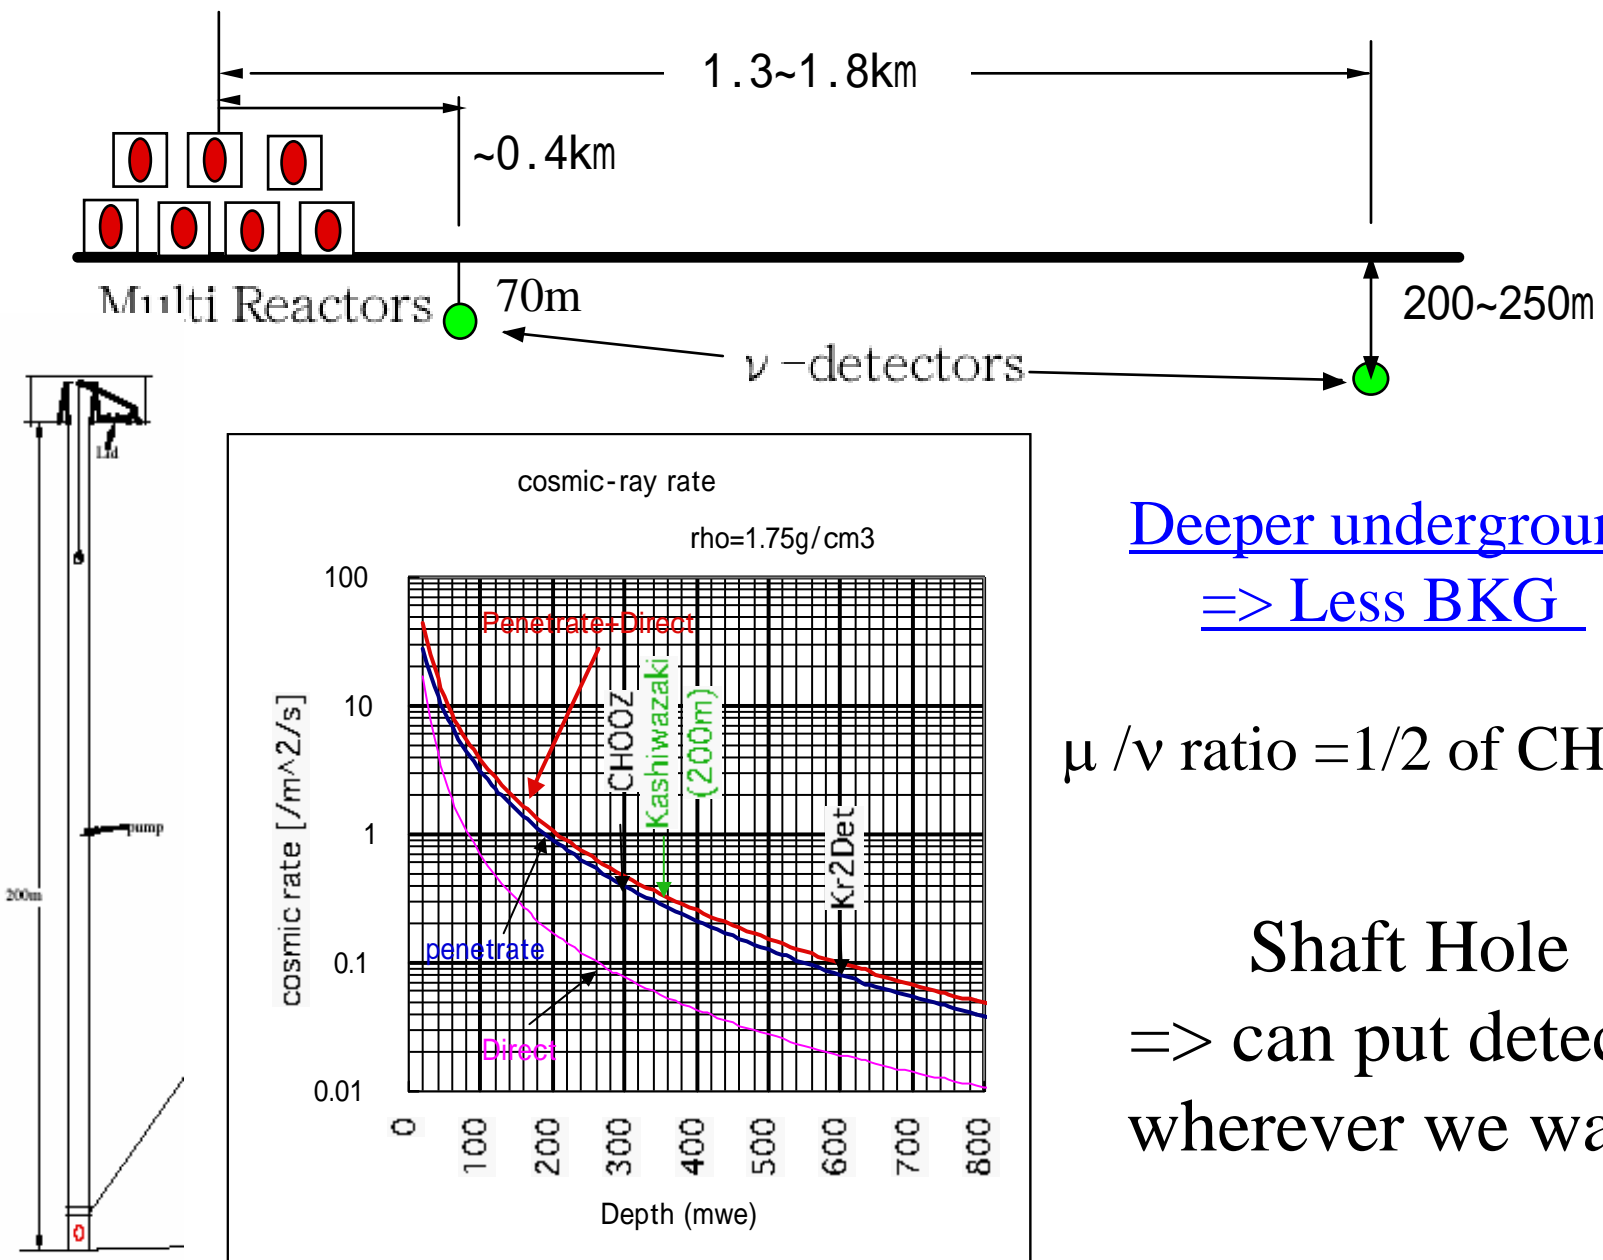 1.3~1.8km
~0.4km
Multi Reactors
70m
200~250m
ν-detectors
Lid
pump
200m
cosmic-ray rate
rho=1.75g/cm3
100
10
1
0.1
0.01
cosmic rate [/m^2/s]
Penetrate+Direct
CHOOZ
Kashiwazaki
(200m)
Kr2Det
penetrate
Direct
0
100
200
300
400
500
600
700
800
Depth (mwe)
Deeper undergrou
=> Less BKG
μ /ν ratio =1/2 of CH
Shaft Hole
=> can put detec
wherever we wa
0